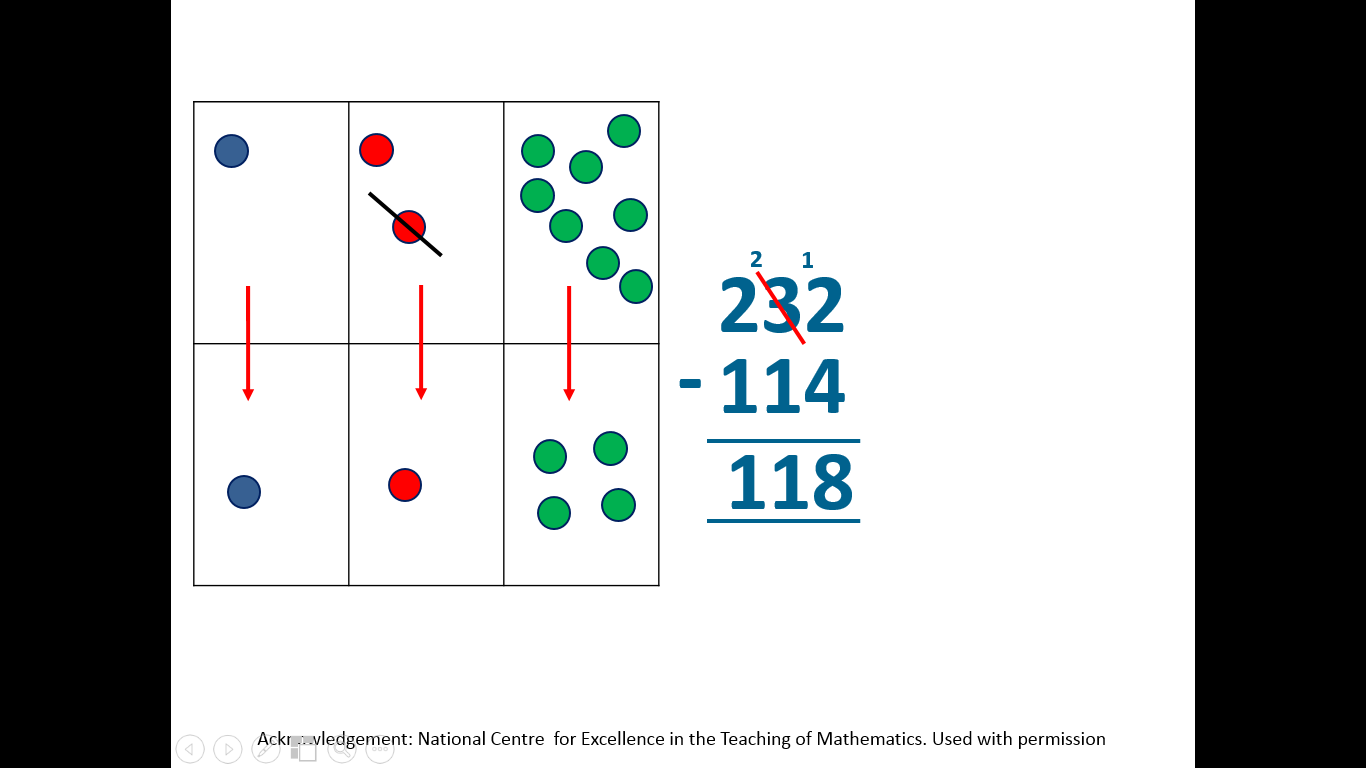 2 1
232
- 114
118
Acknowledgement: National Centre for Excellence in the Teaching of Mathematics. Used with permission